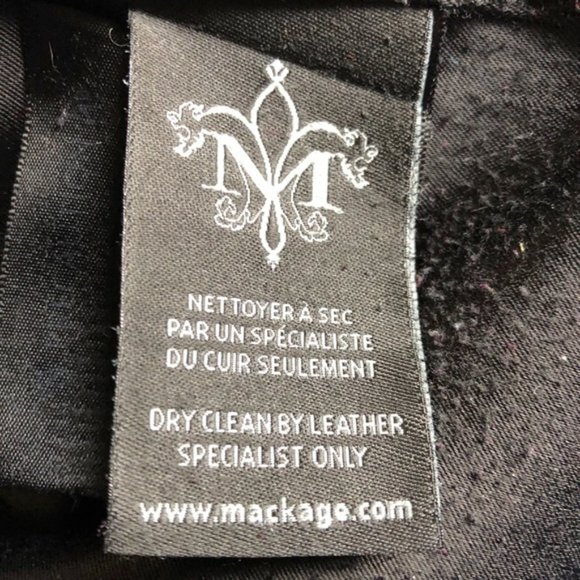 M
NETTOYER À SEC
PAR UN SPÉCIALISTE
DU CUIR SEULEMENT
DRY CLEAN BY LEATHER
SPECIALIST ONLY
www.mackage.com